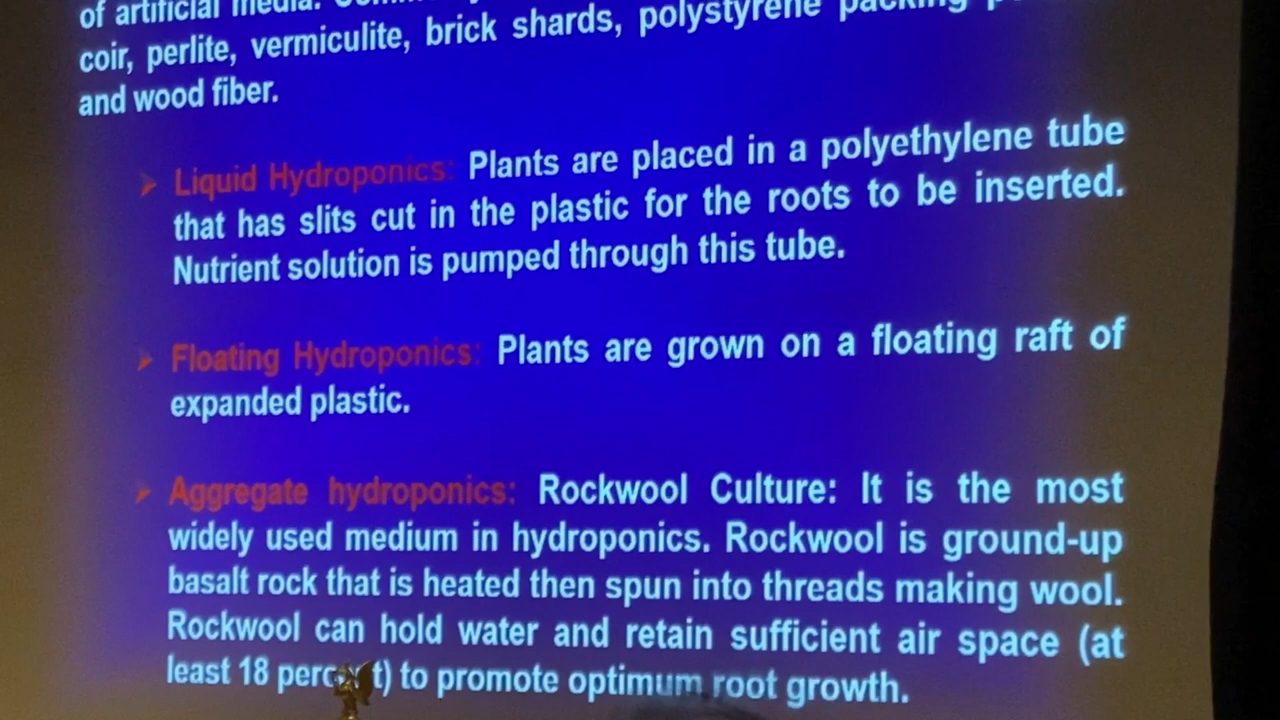 of artificial media.
coir, perlite, vermiculite, brick shards, polystyrene packing
and wood fiber.
➢ Liquid Hydroponics: Plants are placed in a polyethylene tube
that has slits cut in the plastic for the roots to be inserted.
Nutrient solution is pumped through this tube.
➢ Floating Hydroponics: Plants are grown on a floating raft of
expanded plastic.
➢ Aggregate hydroponics: Rockwool Culture: It is the most
widely used medium in hydroponics. Rockwool is ground-up
basalt rock that is heated then spun into threads making wool.
Rockwool can hold water and retain sufficient air space (at
least 18 percent) to promote optimum root growth.